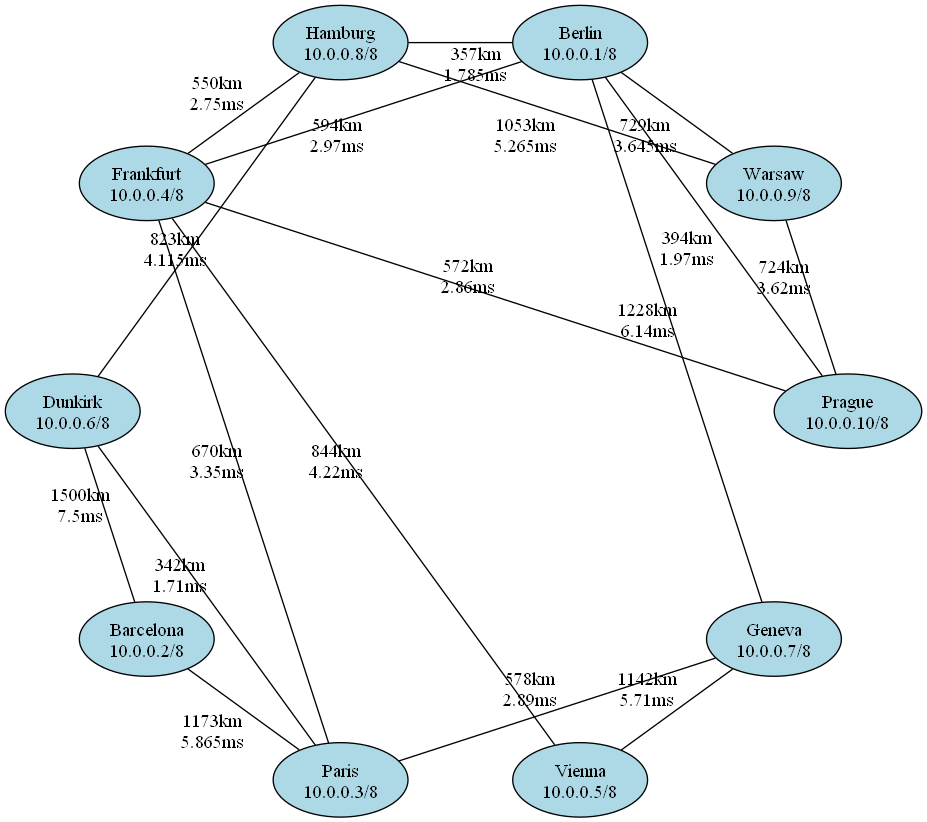 Hamburg
10.0.0.8/8
Berlin
10.0.0.1/8
357km
1.785ms
550km
2.75ms
594km
2.97ms
1053km
5.265ms
729km
3.645ms
Frankfurt
10.0.0.4/8
Warsaw
10.0.0.9/8
823km
4.115ms
572km
2.86ms
394km
1.97ms
724km
3.62ms
1228km
6.14ms
Dunkirk
10.0.0.6/8
Prague
10.0.0.10/8
670km
3.35ms
844km
4.22ms
1500km
7.5ms
342km
1.71ms
Barcelona
10.0.0.2/8
Geneva
10.0.0.7/8
578km
2.89ms
1142km
5.71ms
1173km
5.865ms
Paris
10.0.0.3/8
Vienna
10.0.0.5/8